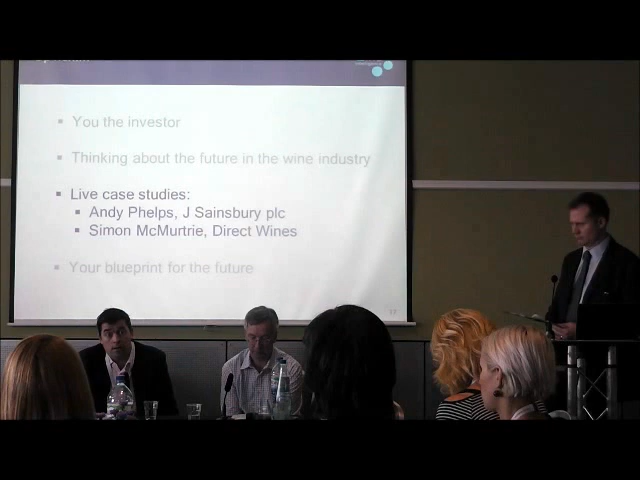 ▪ You the investor
▪ Thinking about the future in the wine industry
▪ Live case studies:
▪ Andy Phelps, J Sainsbury plc
▪ Simon McMurtrie, Direct Wines
▪ Your blueprint for the future
17